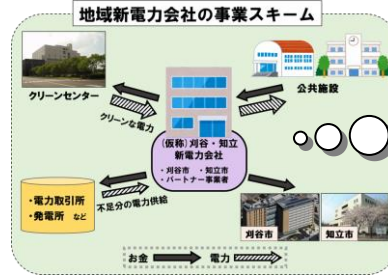 地域新電力会社の事業スキーム
クリーンセンター
クリーンな電力
公共施設
(仮称)刈谷・知立
新電力会社
・刈谷市 ・知立市
・パートナー事業者
・電力取引所
・発電所 など
不足分の電力供給
刈谷市
知立市
お金
電力